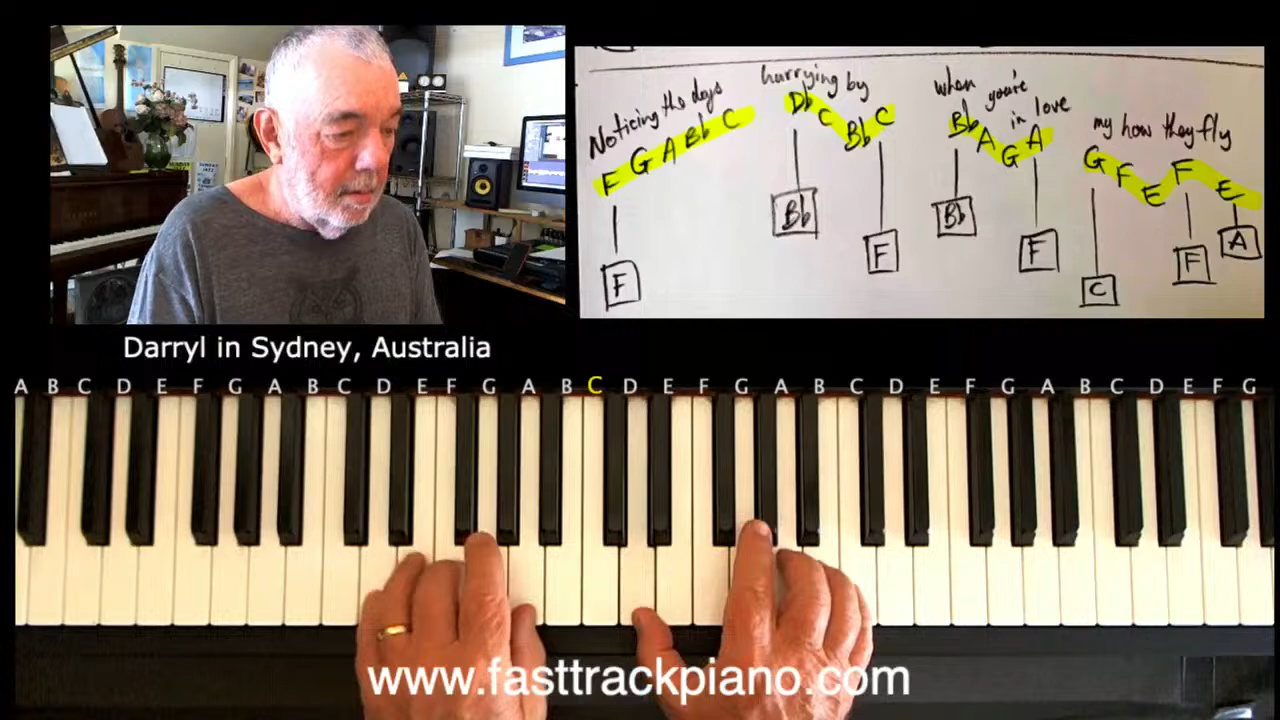 Noticing the days hurrying by when you're in love my how they fly
F G A Bb C Db C Bb C Bb A G A G F E F E
F Bb F Bb F C F A
Darryl in Sydney, Australia
A B C D E F G A B C D E F G A B C D E F G A B C D E F G A B C D E F G
www.fasttrackpiano.com